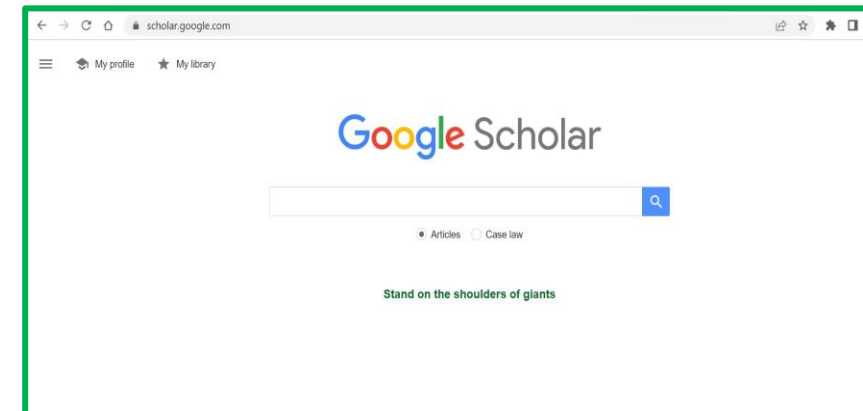 scholar.google.com
My profile My library
Google Scholar
Articles Case law
Stand on the shoulders of giants